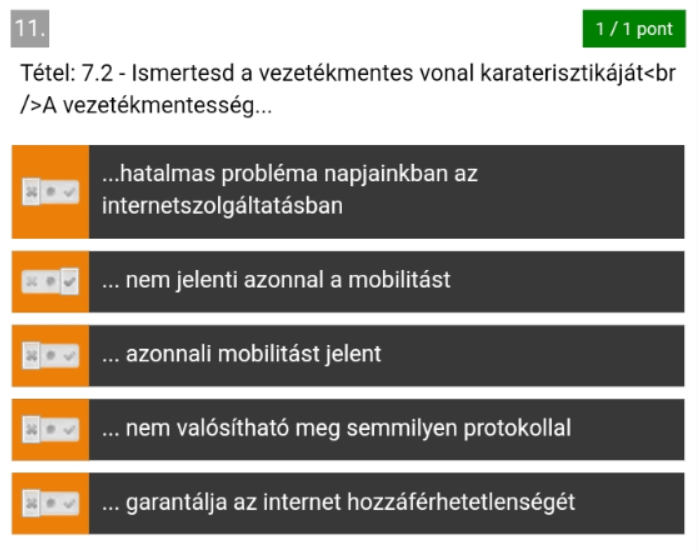 11.
1 / 1 pont
Tétel: 7.2 - Ismertesd a vezetékmentes vonal karaterisztikáját<br
/>A vezetékmentesség...
...hatalmas probléma napjainkban az
internetszolgáltatásban
... nem jelenti azonnal a mobilitást
... azonnali mobilitást jelent
... nem valósítható meg semmilyen protokollal
... garantálja az internet hozzáférhetetlenségét